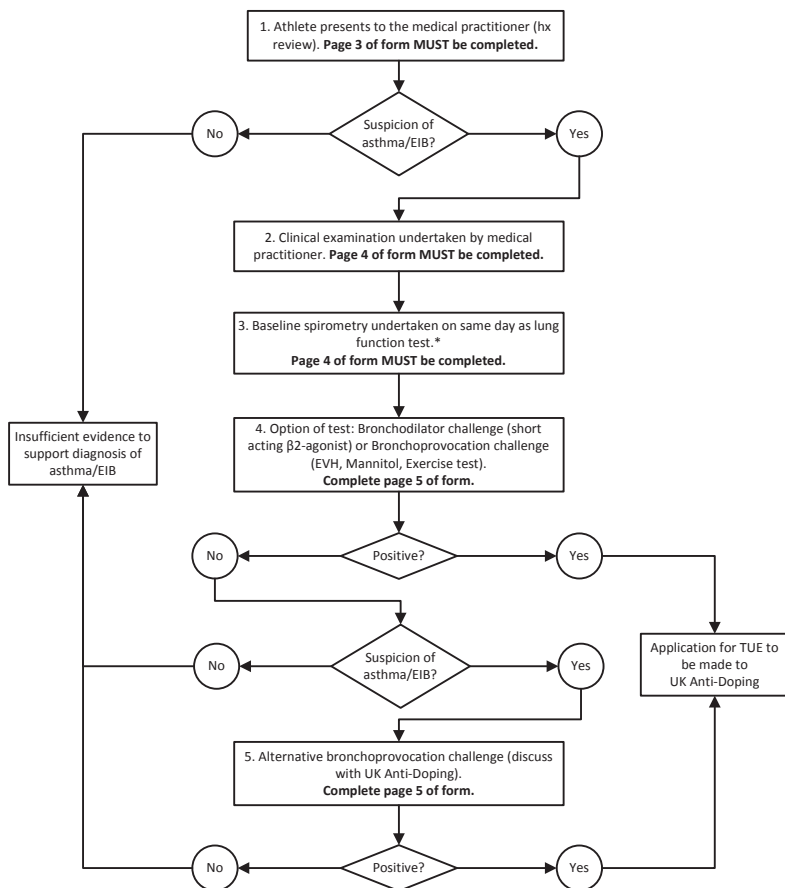 1. Athlete presents to the medical practitioner (hx
review). Page 3 of form MUST be completed.
No
Suspicion of
asthma/EIB?
Yes
2. Clinical examination undertaken by medical
practitioner. Page 4 of form MUST be completed.
3. Baseline spirometry undertaken on same day as lung
function test.*
Page 4 of form MUST be completed.
Insufficient evidence to
support diagnosis of
asthma/EIB
4. Option of test: Bronchodilator challenge (short
acting β2-agonist) or Bronchoprovocation challenge
(EVH, Mannitol, Exercise test).
Complete page 5 of form.
No
Positive?
Yes
No
Suspicion of
asthma/EIB?
Yes
Application for TUE to
be made to
UK Anti-Doping
5. Alternative bronchoprovocation challenge (discuss
with UK Anti-Doping).
Complete page 5 of form.
No
Positive?
Yes